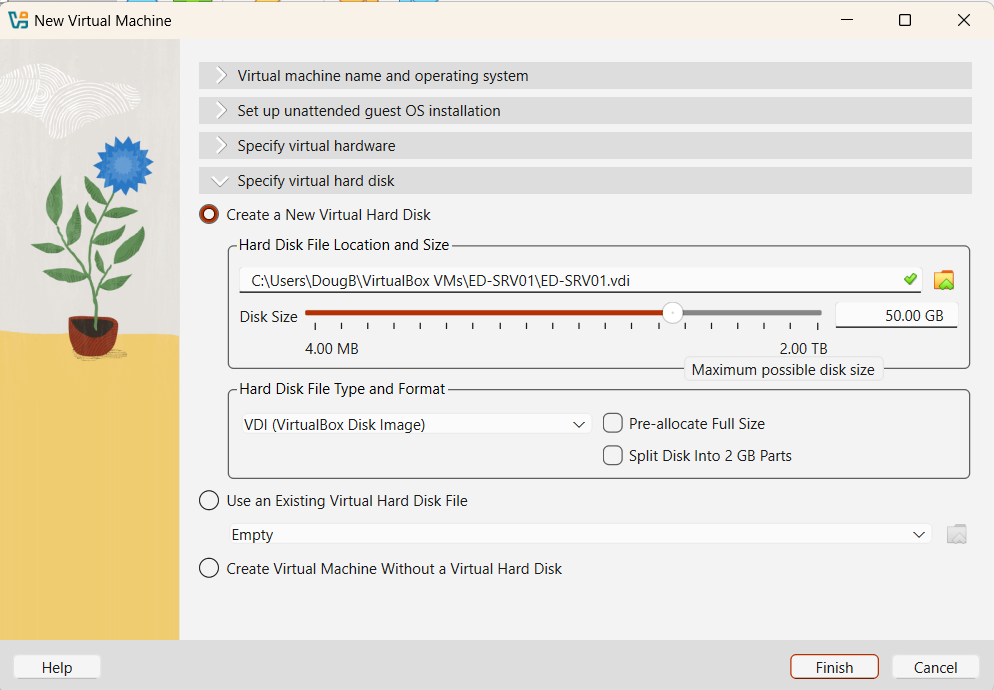 New Virtual Machine
Virtual machine name and operating system
Set up unattended guest OS installation
Specify virtual hardware
Specify virtual hard disk
Create a New Virtual Hard Disk
Hard Disk File Location and Size
C:\Users\DougB\VirtualBox VMs\ED-SRV01\ED-SRV01.vdi
Disk Size 50.00 GB
4.00 MB 2.00 TB
Maximum possible disk size
Hard Disk File Type and Format
VDI (VirtualBox Disk Image) Pre-allocate Full Size
Split Disk Into 2 GB Parts
Use an Existing Virtual Hard Disk File
Empty
Create Virtual Machine Without a Virtual Hard Disk
Help Finish Cancel